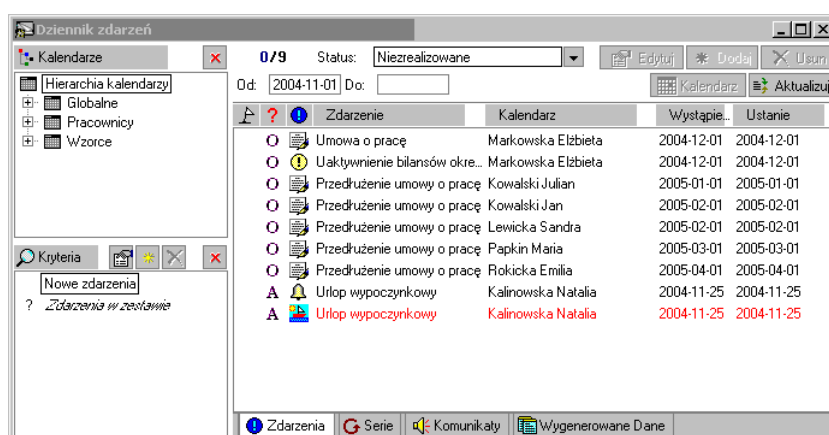 Dziennik zdarzeń
Kalendarze
0/9 Status: Niezrealizowane Edytuj Dodaj Usuń
Hierarchia kalendarzy
Od: 2004-11-01 Do: Kalendarz Aktualizuj
Globalne
Pracownicy
Wzorce
? Zdarzenie Kalendarz Wystąpie... Ustanie
O Umowa o pracę Markowska Elżbieta 2004-12-01 2004-12-01
O Uaktywnienie bilansów okre... Markowska Elżbieta 2004-12-01 2004-12-01
O Przedłużenie umowy o pracę Kowalski Julian 2005-01-01 2005-01-01
O Przedłużenie umowy o pracę Kowalski Jan 2005-02-01 2005-02-01
O Przedłużenie umowy o pracę Lewicka Sandra 2005-02-01 2005-02-01
O Przedłużenie umowy o pracę Papkin Maria 2005-03-01 2005-03-01
O Przedłużenie umowy o pracę Rokicka Emilia 2005-04-01 2005-04-01
A Urlop wypoczynkowy Kalinowska Natalia 2004-11-25 2004-11-25
A Urlop wypoczynkowy Kalinowska Natalia 2004-11-25 2004-11-25
Kryteria
Nowe zdarzenia
? Zdarzenia w zestawie
Zdarzenia Serie Komunikaty Wygenerowane Dane